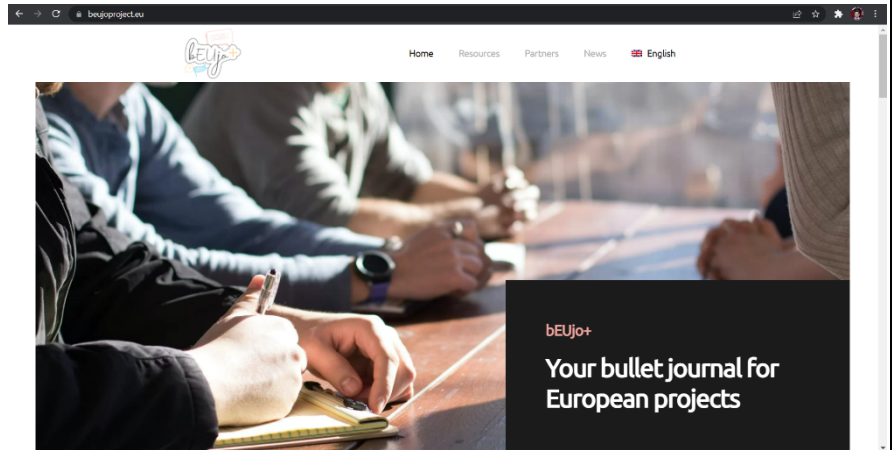 beujoproject.eu
bEUjo+
Home Resources Partners News English
bEUjo+
Your bullet journal for
European projects